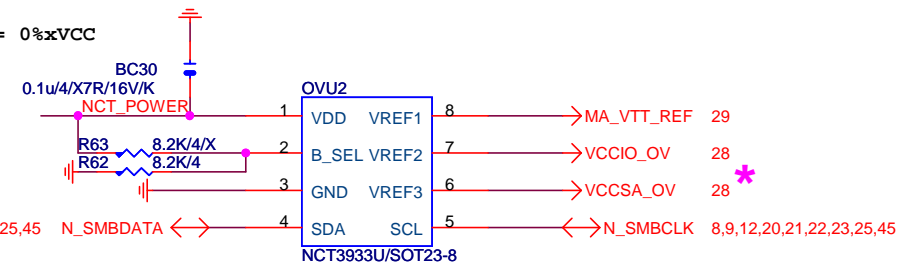 = 0%xVCC
BC30
0.1u/4/X7R/16V/K
OVU2
NCT_POWER
1 VDD VREF1 8 MA_VTT_REF 29
R63 8.2K/4/X
2 B_SEL VREF2 7 VCCIO_OV 28
R62 8.2K/4
*
3 GND VREF3 6 VCCSA_OV 28
25,45 N_SMBDATA 4 SDA SCL 5 N_SMBCLK 8,9,12,20,21,22,23,25,45
NCT3933U/SOT23-8